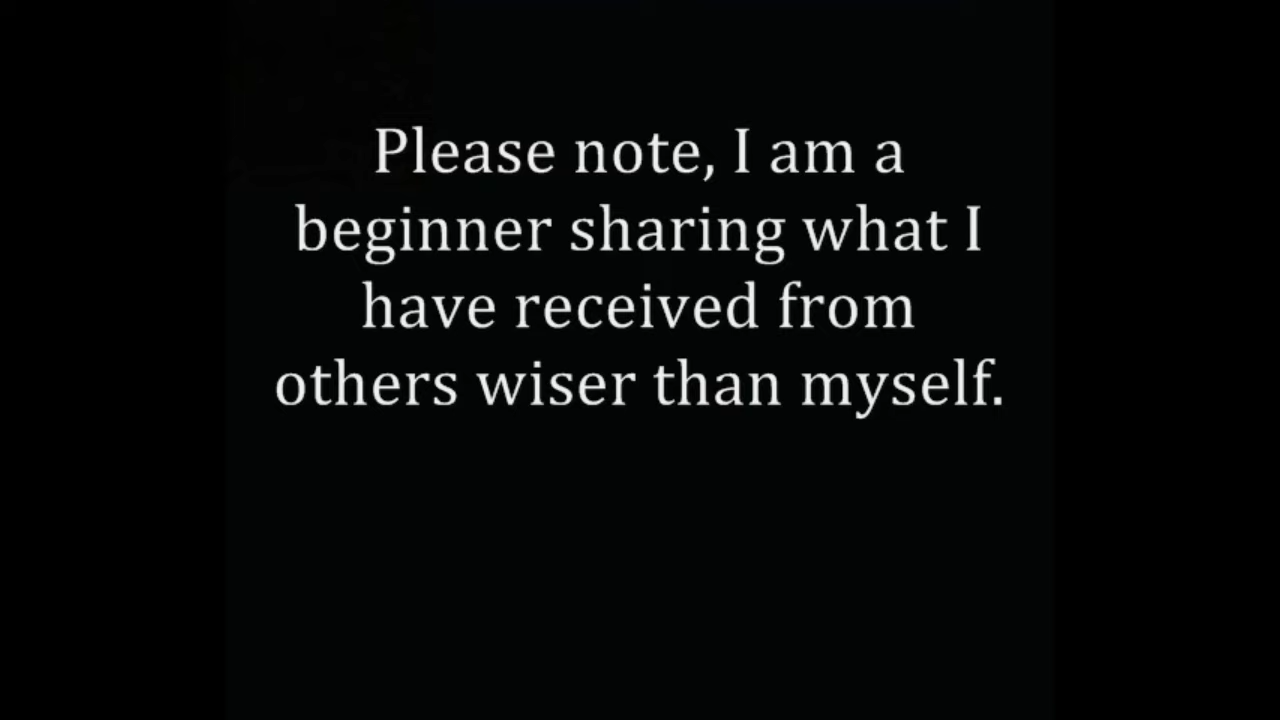 Please note, I am a
beginner sharing what I
have received from
others wiser than myself.